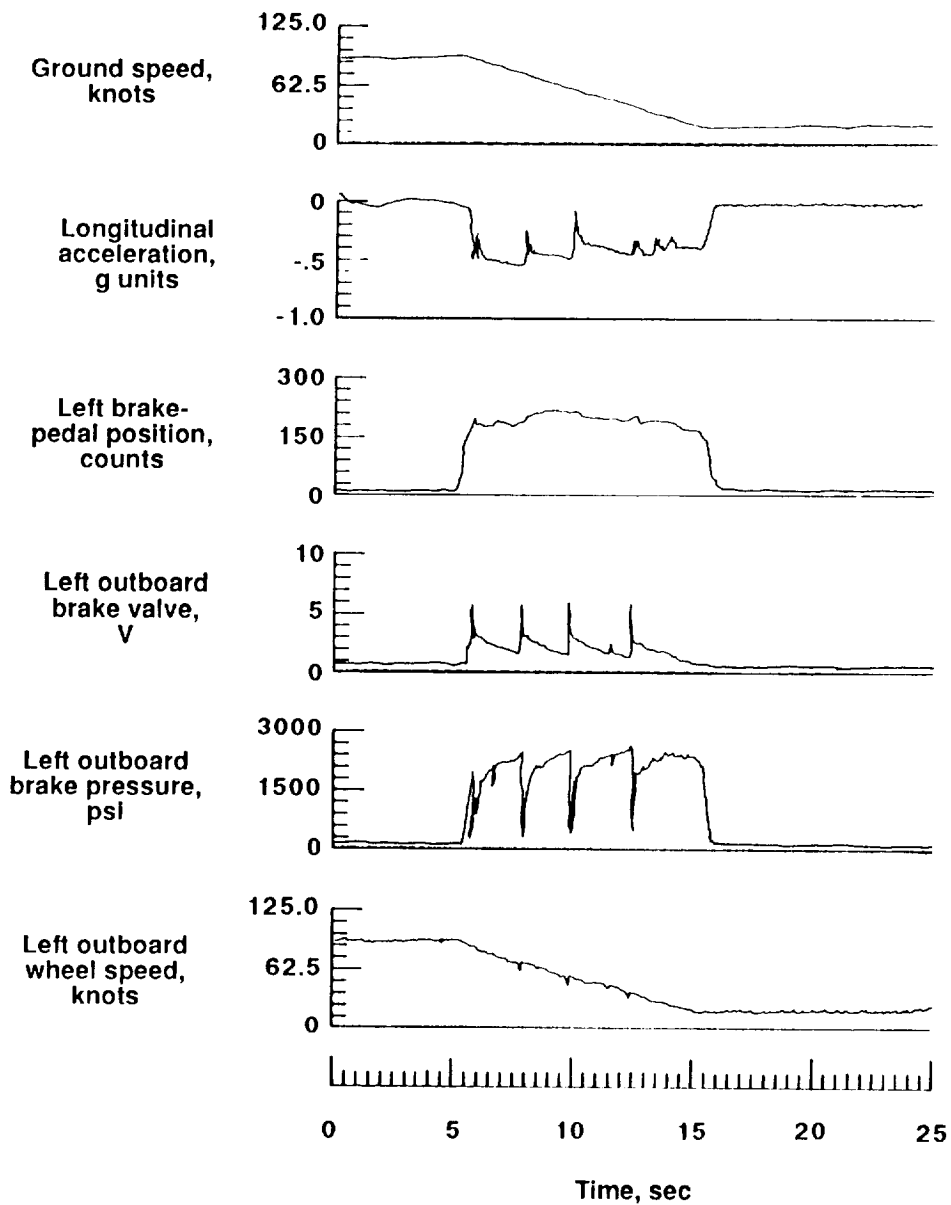 125.0
Ground speed,
knots
62.5
0
0
Longitudinal
acceleration,
g units
-.5
-1.0
300
Left brake-
pedal position,
counts
150
0
10
Left outboard
brake valve,
V
5
0
3000
Left outboard
brake pressure,
psi
1500
0
125.0
Left outboard
wheel speed,
knots
62.5
0
0 5 10 15 20 25
Time, sec